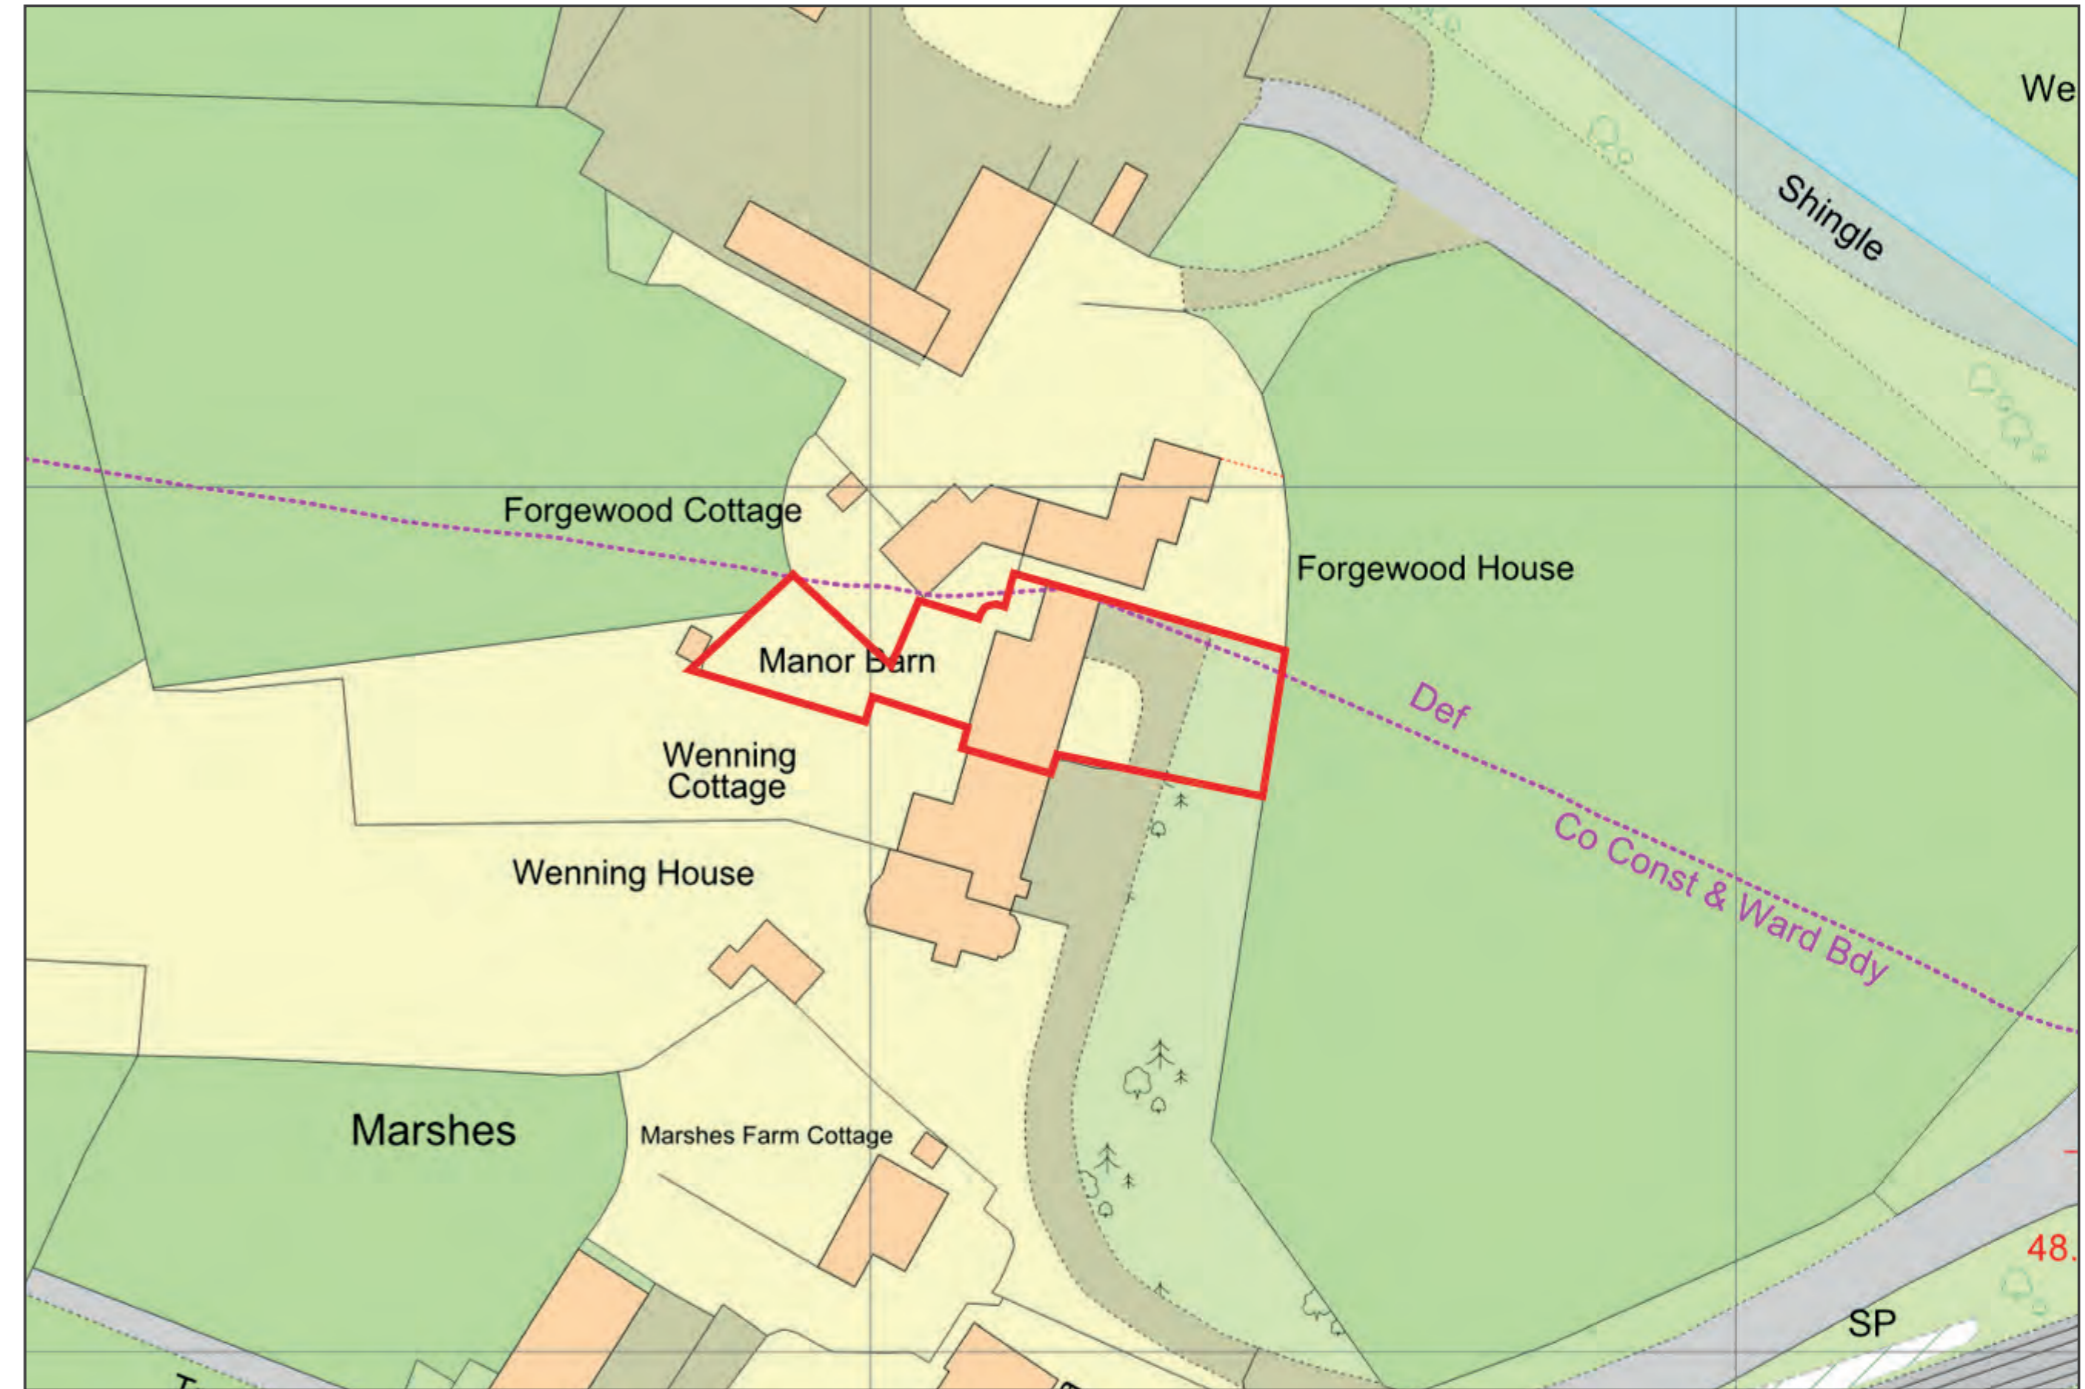 We
Shingle
Forgewood Cottage
Forgewood House
Manor Barn
Def
Wenning
Cottage
Co Const & Ward Bdy
Wenning House
Marshes
Marshes Farm Cottage
48.
SP